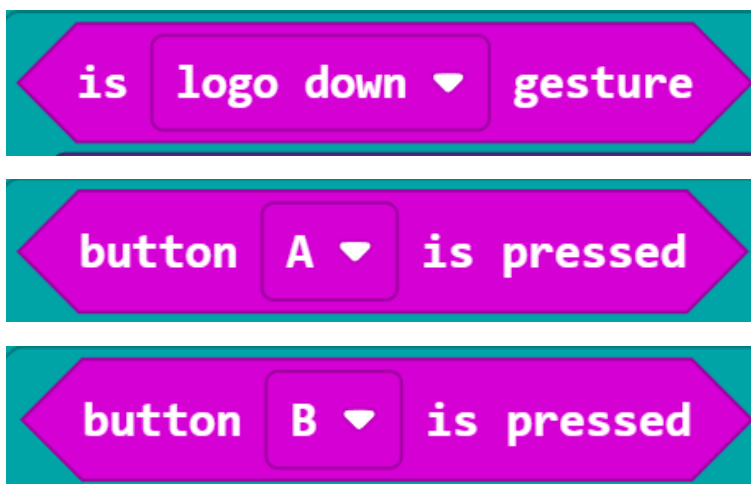 is logo down gesture
button A is pressed
button B is pressed